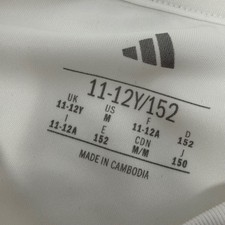 11-12Y/152
UK US F D
11-12Y M 11-12A 152
I E CDN J
11-12A 152 M/M 150
MADE IN CAMBODIA